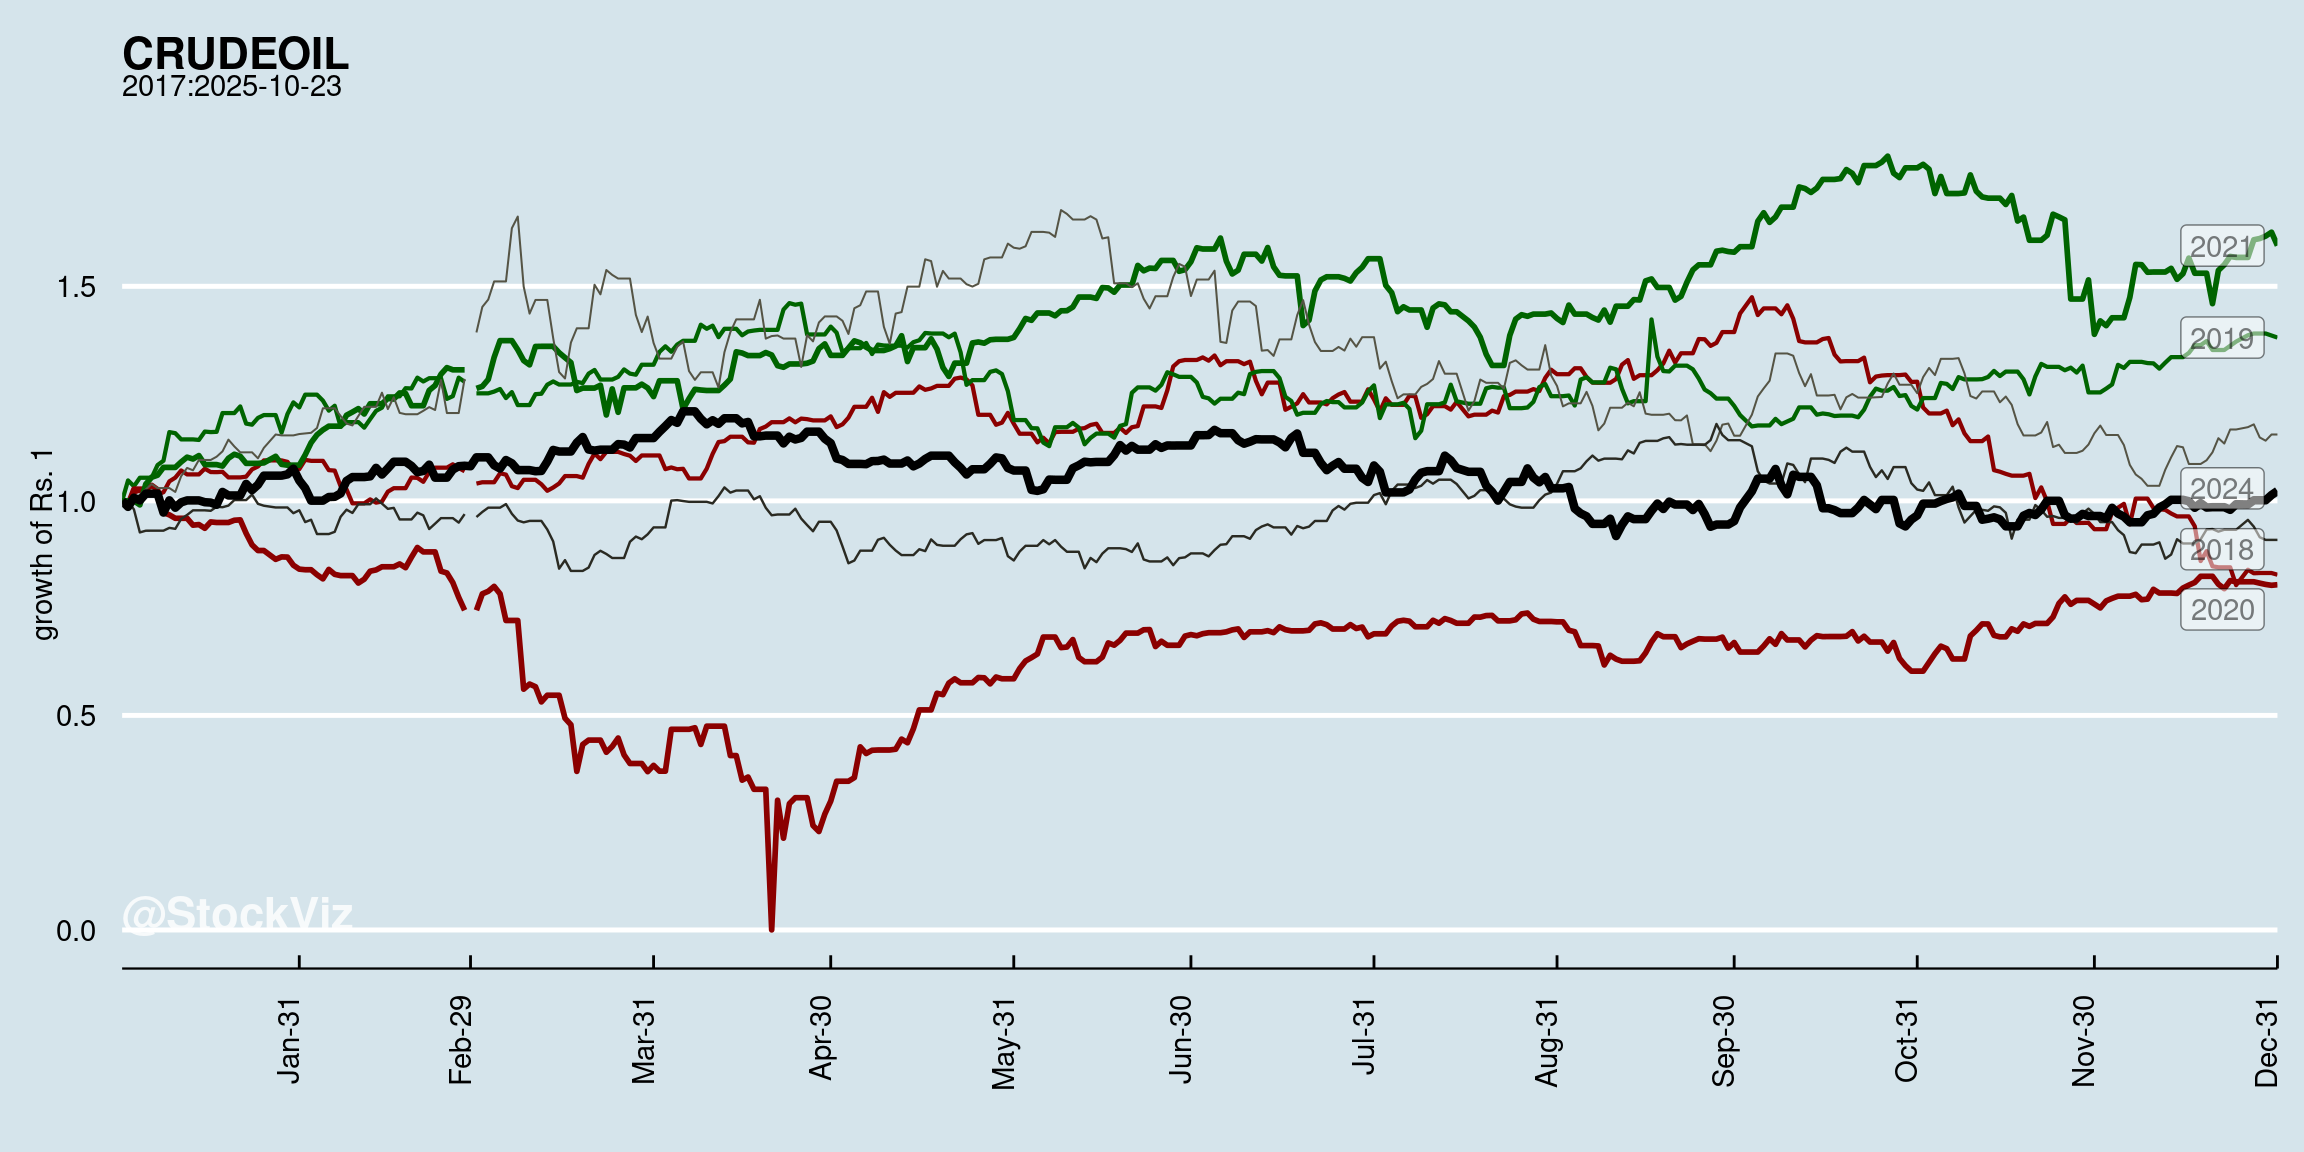 CRUDEOIL
2017:2025-10-23
growth of Rs. 1
1.5
1.0
0.5
0.0
2021
2019
2024
2018
2020
@StockViz
Jan-31
Feb-29
Mar-31
Apr-30
May-31
Jun-30
Jul-31
Aug-31
Sep-30
Oct-31
Nov-30
Dec-31